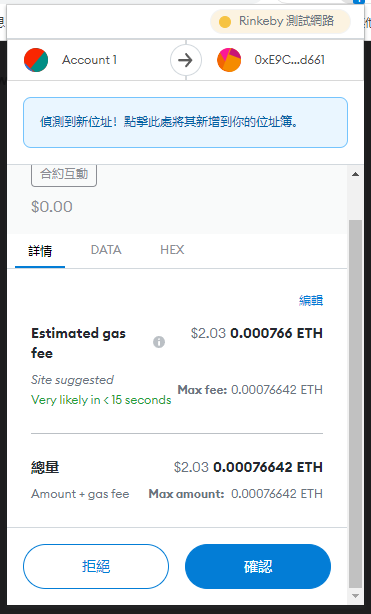 Rinkeby 測試網路
Account 1
0xE9C...d661
偵測到新位址！點擊此處將其新增到你的位址簿。
合約互動
$0.00
詳情 DATA HEX
編輯
Estimated gas fee $2.03 0.000766 ETH
Site suggested
Very likely in < 15 seconds
Max fee: 0.00076642 ETH
總量 $2.03 0.00076642 ETH
Amount + gas fee Max amount: 0.00076642 ETH
拒絕 確認